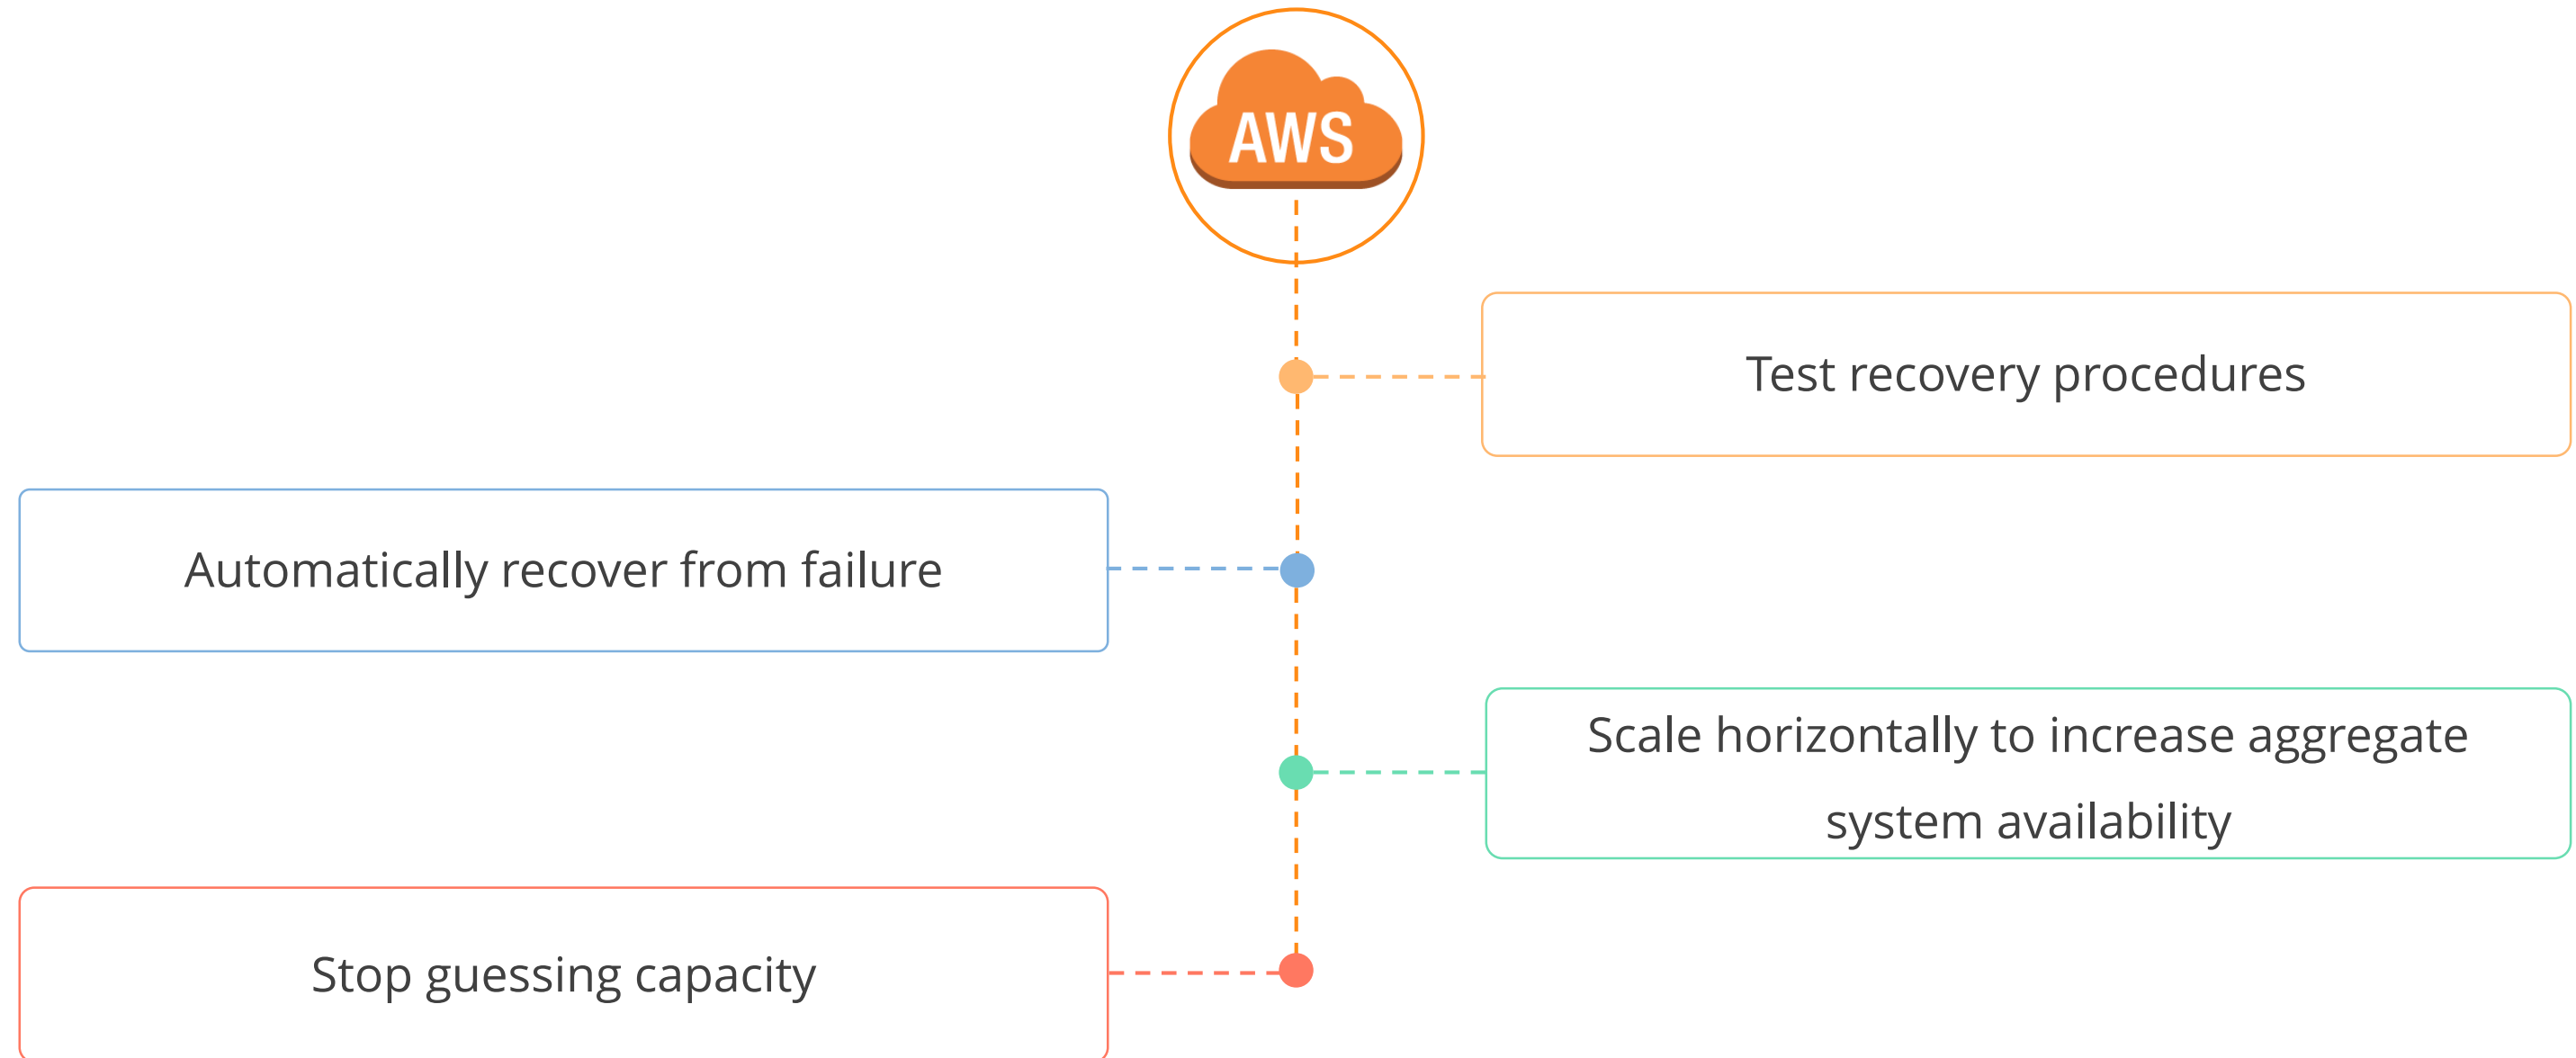 AWS
Test recovery procedures
Automatically recover from failure
Scale horizontally to increase aggregate
system availability
Stop guessing capacity